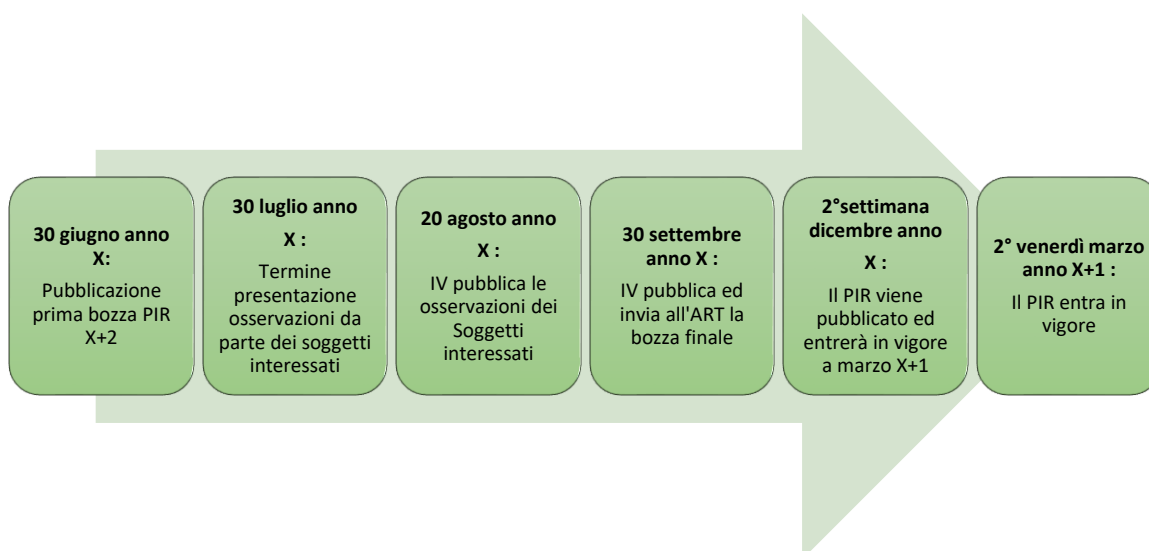 30 giugno anno
X:
Pubblicazione
prima bozza PIR
X+2
30 luglio anno
X :
Termine
presentazione
osservazioni da
parte dei soggetti
interessati
20 agosto anno
X :
IV pubblica le
osservazioni dei
Soggetti
interessati
30 settembre
anno X :
IV pubblica ed
invia all'ART la
bozza finale
2°settimana
dicembre anno
X :
Il PIR viene
pubblicato ed
entrerà in vigore
a marzo X+1
2° venerdì marzo
anno X+1 :
Il PIR entra in
vigore